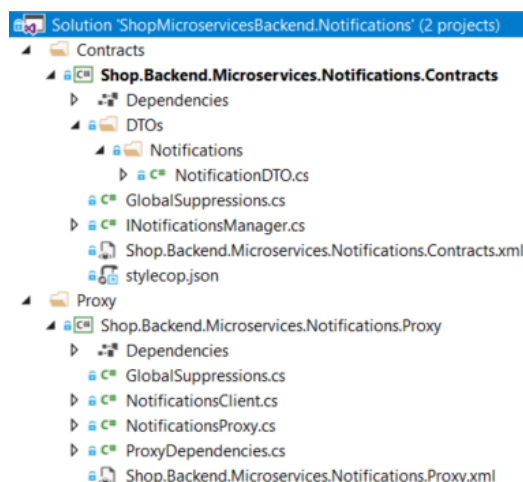 Solution 'ShopMicroservicesBackend.Notifications' (2 projects)
Contracts
C# Shop.Backend.Microservices.Notifications.Contracts
Dependencies
DTOs
Notifications
C# NotificationDTO.cs
C# GlobalSuppressions.cs
C# INotificationsManager.cs
Shop.Backend.Microservices.Notifications.Contracts.xml
stylecop.json
Proxy
C# Shop.Backend.Microservices.Notifications.Proxy
Dependencies
C# GlobalSuppressions.cs
C# NotificationsClient.cs
C# NotificationsProxy.cs
C# ProxyDependencies.cs
Shop.Backend.Microservices.Notifications.Proxy.xml